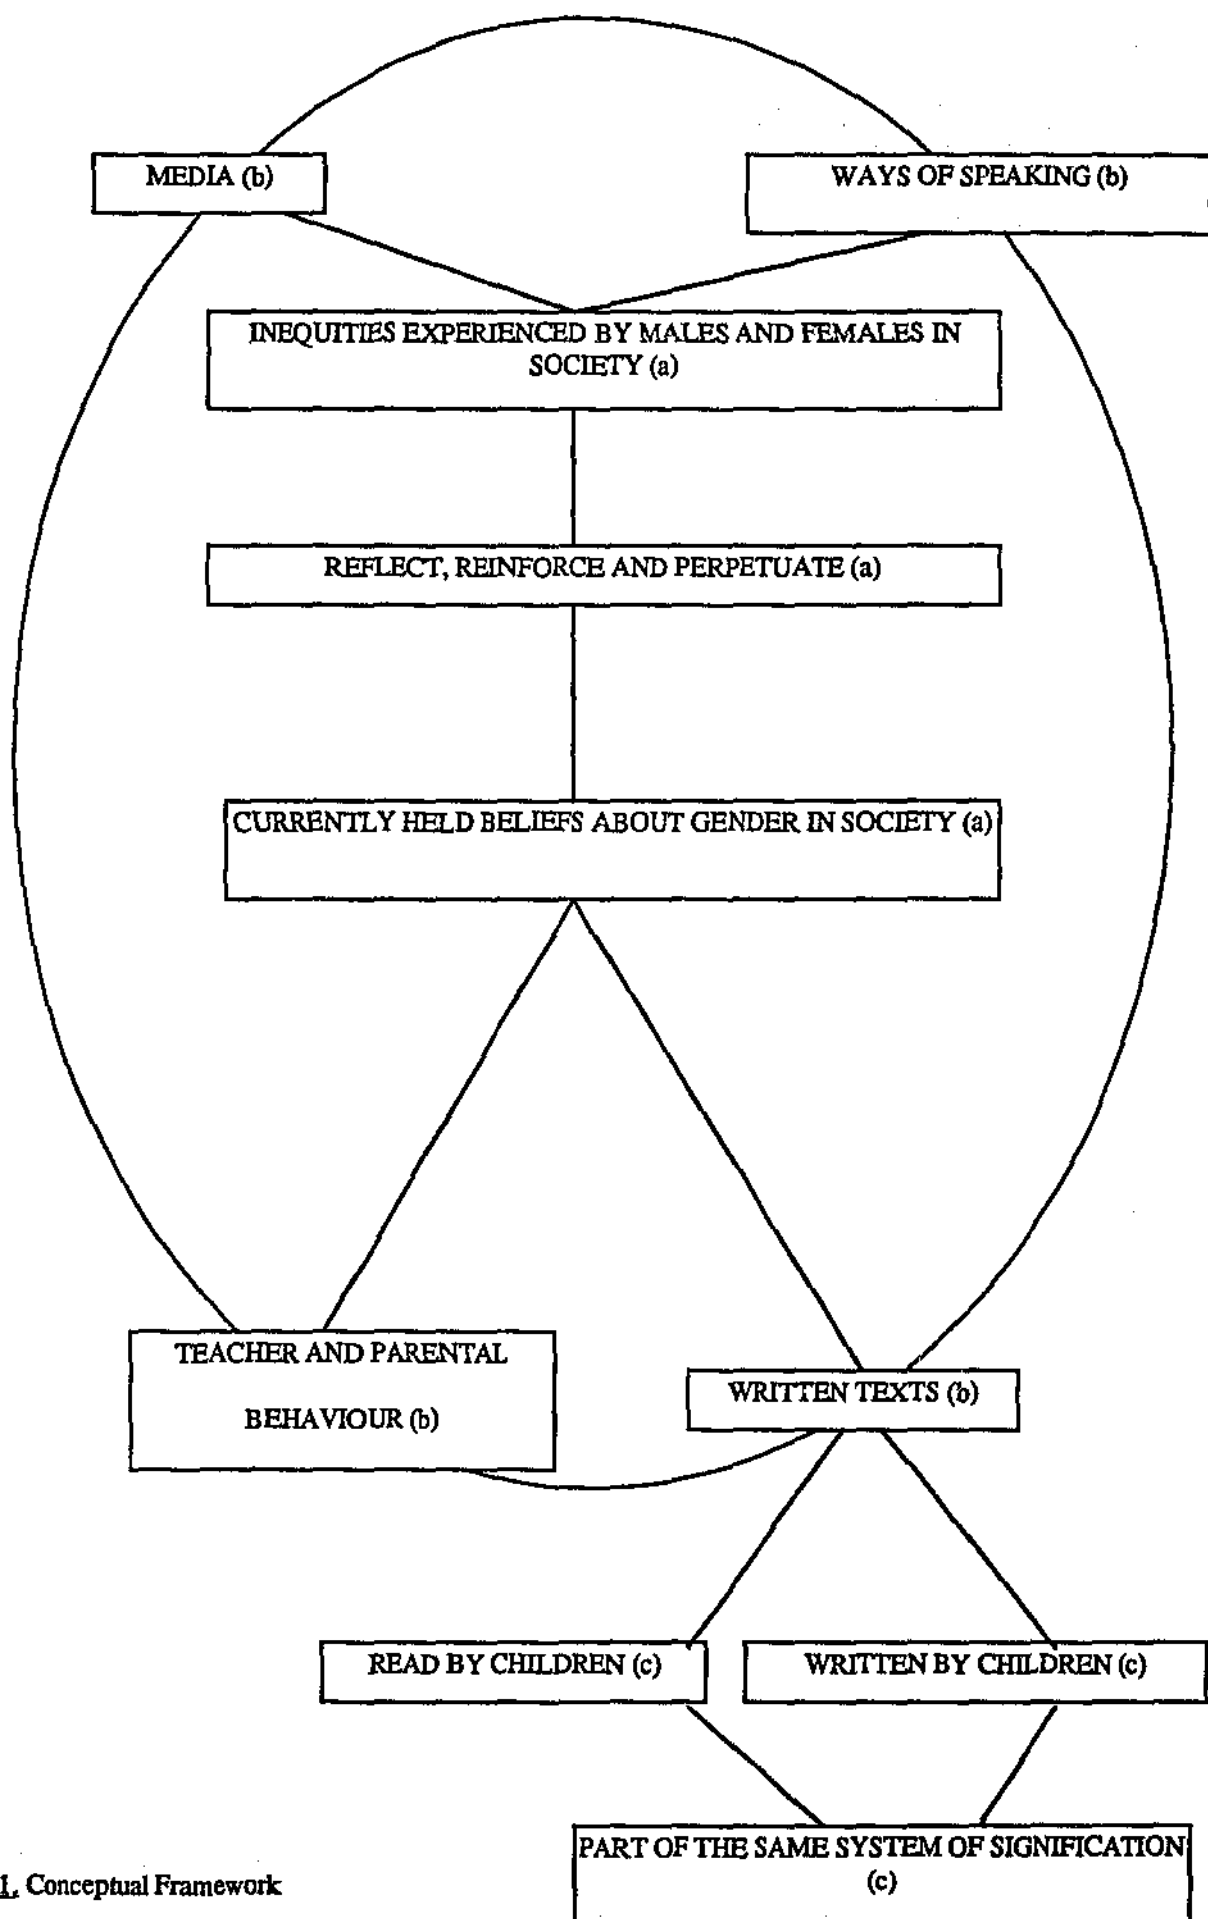 MEDIA (b)
WAYS OF SPEAKING (b)
INEQUITIES EXPERIENCED BY MALES AND FEMALES IN
SOCIETY (a)
REFLECT, REINFORCE AND PERPETUATE (a)
CURRENTLY HELD BELIEFS ABOUT GENDER IN SOCIETY (a)
TEACHER AND PARENTAL
BEHAVIOUR (b)
WRITTEN TEXTS (b)
READ BY CHILDREN (c)
WRITTEN BY CHILDREN (c)
PART OF THE SAME SYSTEM OF SIGNIFICATION
(c)
1. Conceptual Framework